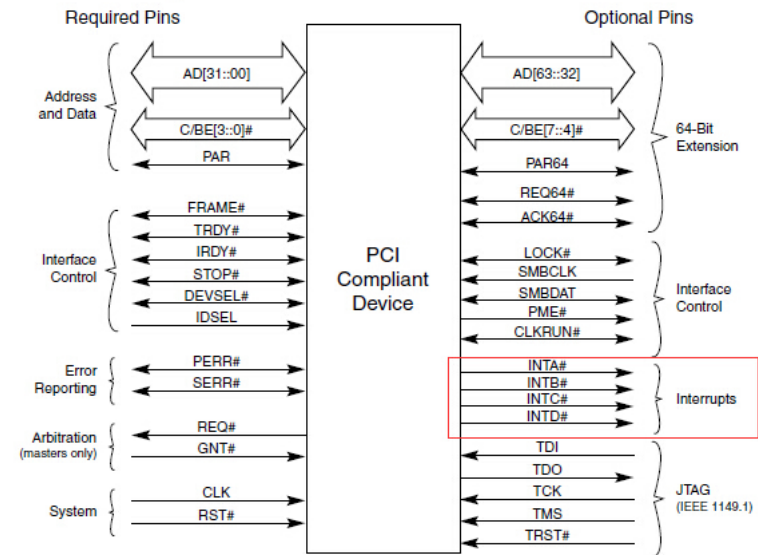 Required Pins
Optional Pins
Address
and Data
AD[31::00]
C/BE[3::0]#
PAR
Interface
Control
FRAME#
TRDY#
IRDY#
STOP#
DEVSEL#
IDSEL
Error
Reporting
PERR#
SERR#
Arbitration
(masters only)
REQ#
GNT#
System
CLK
RST#
PCI
Compliant
Device
AD[63::32]
C/BE[7::4]#
PAR64
REQ64#
ACK64#
64-Bit
Extension
LOCK#
SMBCLK
SMBDAT
PME#
CLKRUN#
Interface
Control
INTA#
INTB#
INTC#
INTD#
Interrupts
TDI
TDO
TCK
TMS
TRST#
JTAG
(IEEE 1149.1)